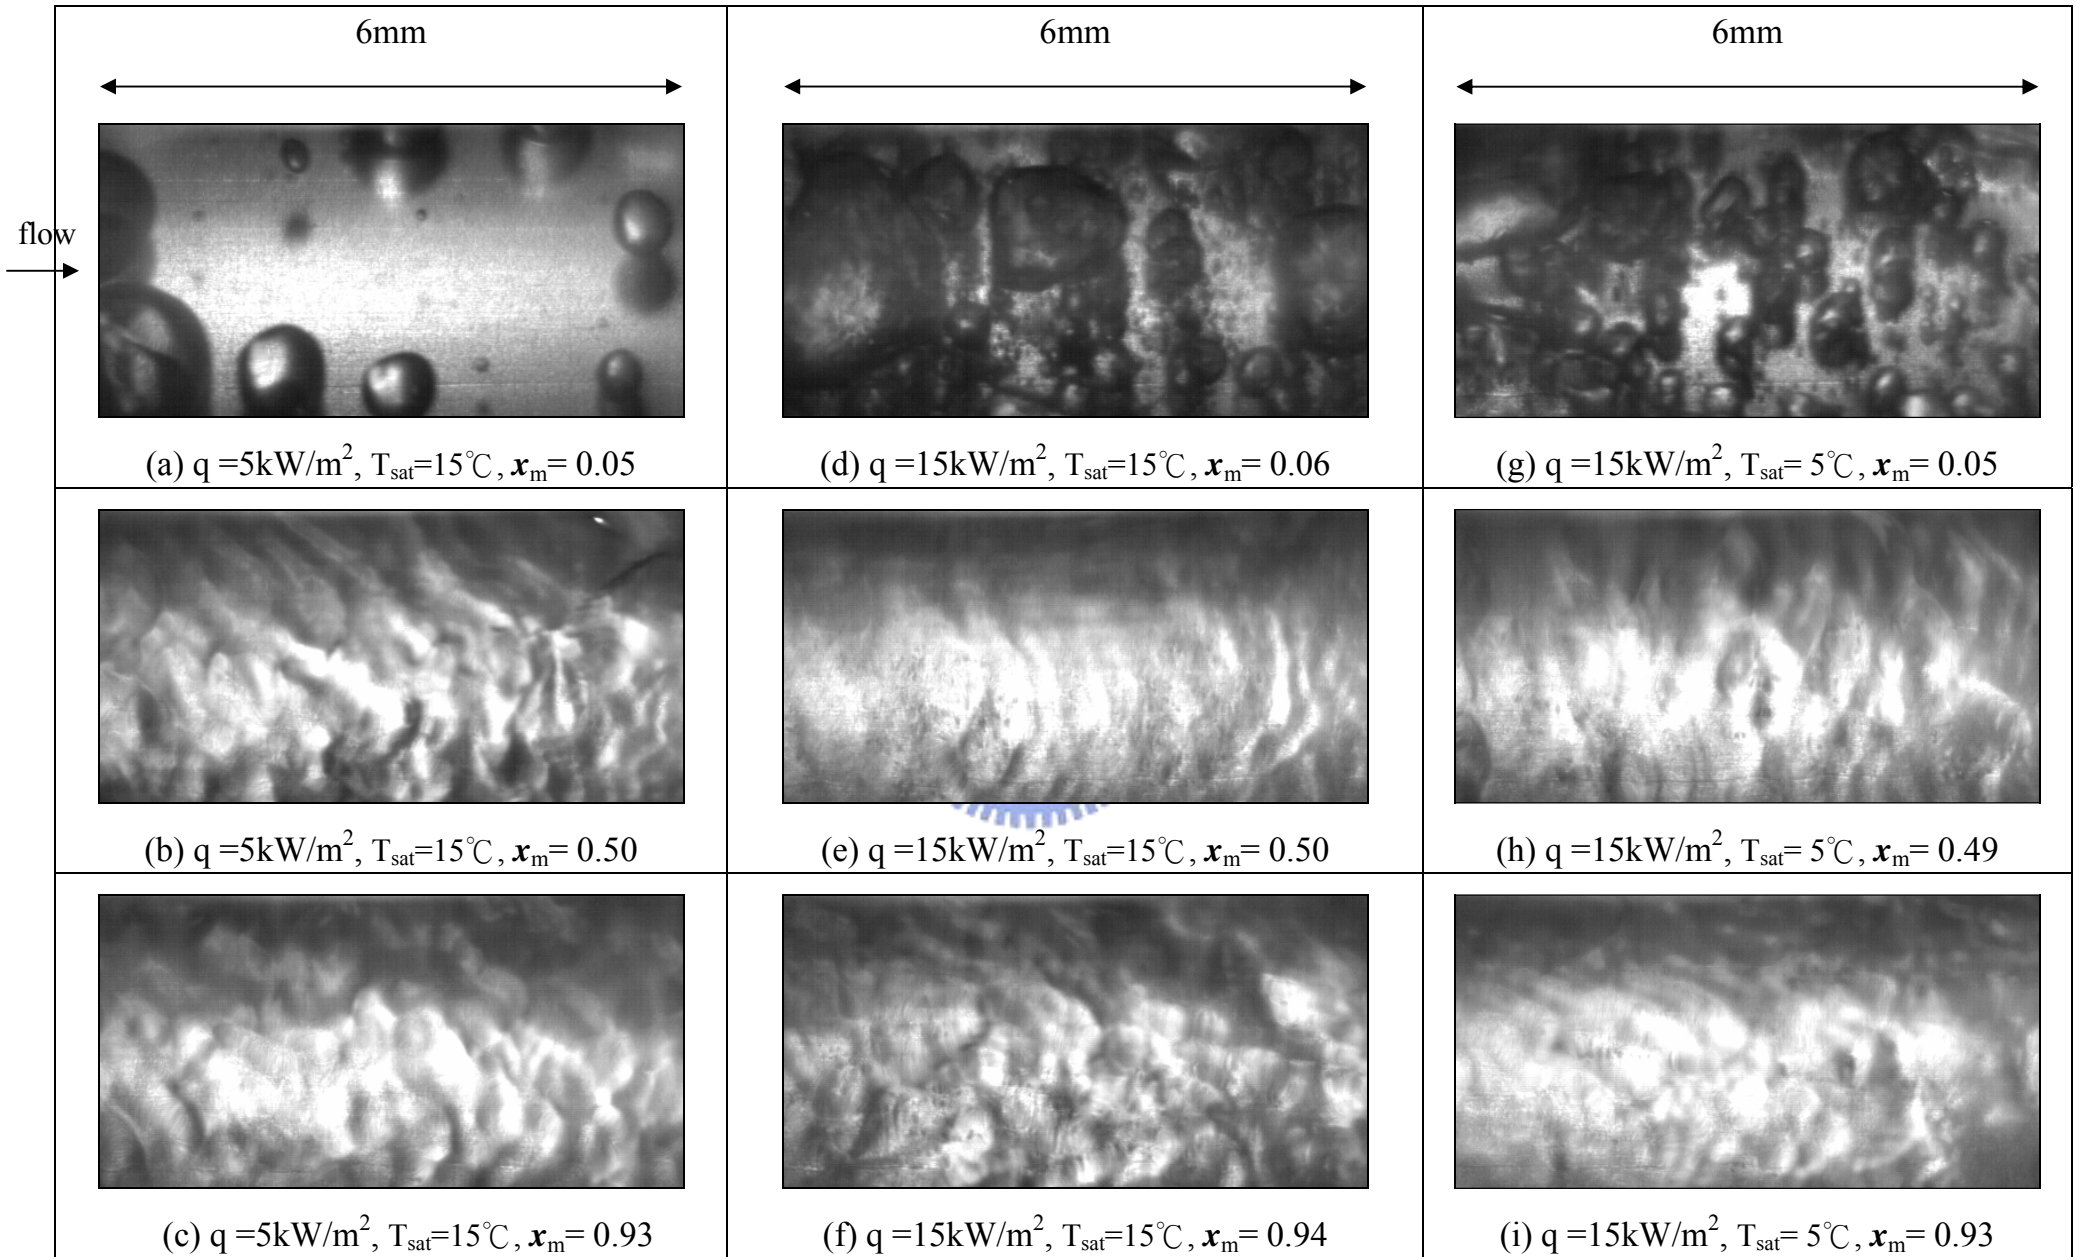 6mm 6mm 6mm
flow
(a) q =5kW/m², Tsat=15℃, xm= 0.05
(d) q =15kW/m², Tsat=15℃, xm= 0.06
(g) q =15kW/m², Tsat= 5℃, xm= 0.05
(b) q =5kW/m², Tsat=15℃, xm= 0.50
(e) q =15kW/m², Tsat=15℃, xm= 0.50
(h) q =15kW/m², Tsat= 5℃, xm= 0.49
(c) q =5kW/m², Tsat=15℃, xm= 0.93
(f) q =15kW/m², Tsat=15℃, xm= 0.94
(i) q =15kW/m², Tsat= 5℃, xm= 0.93